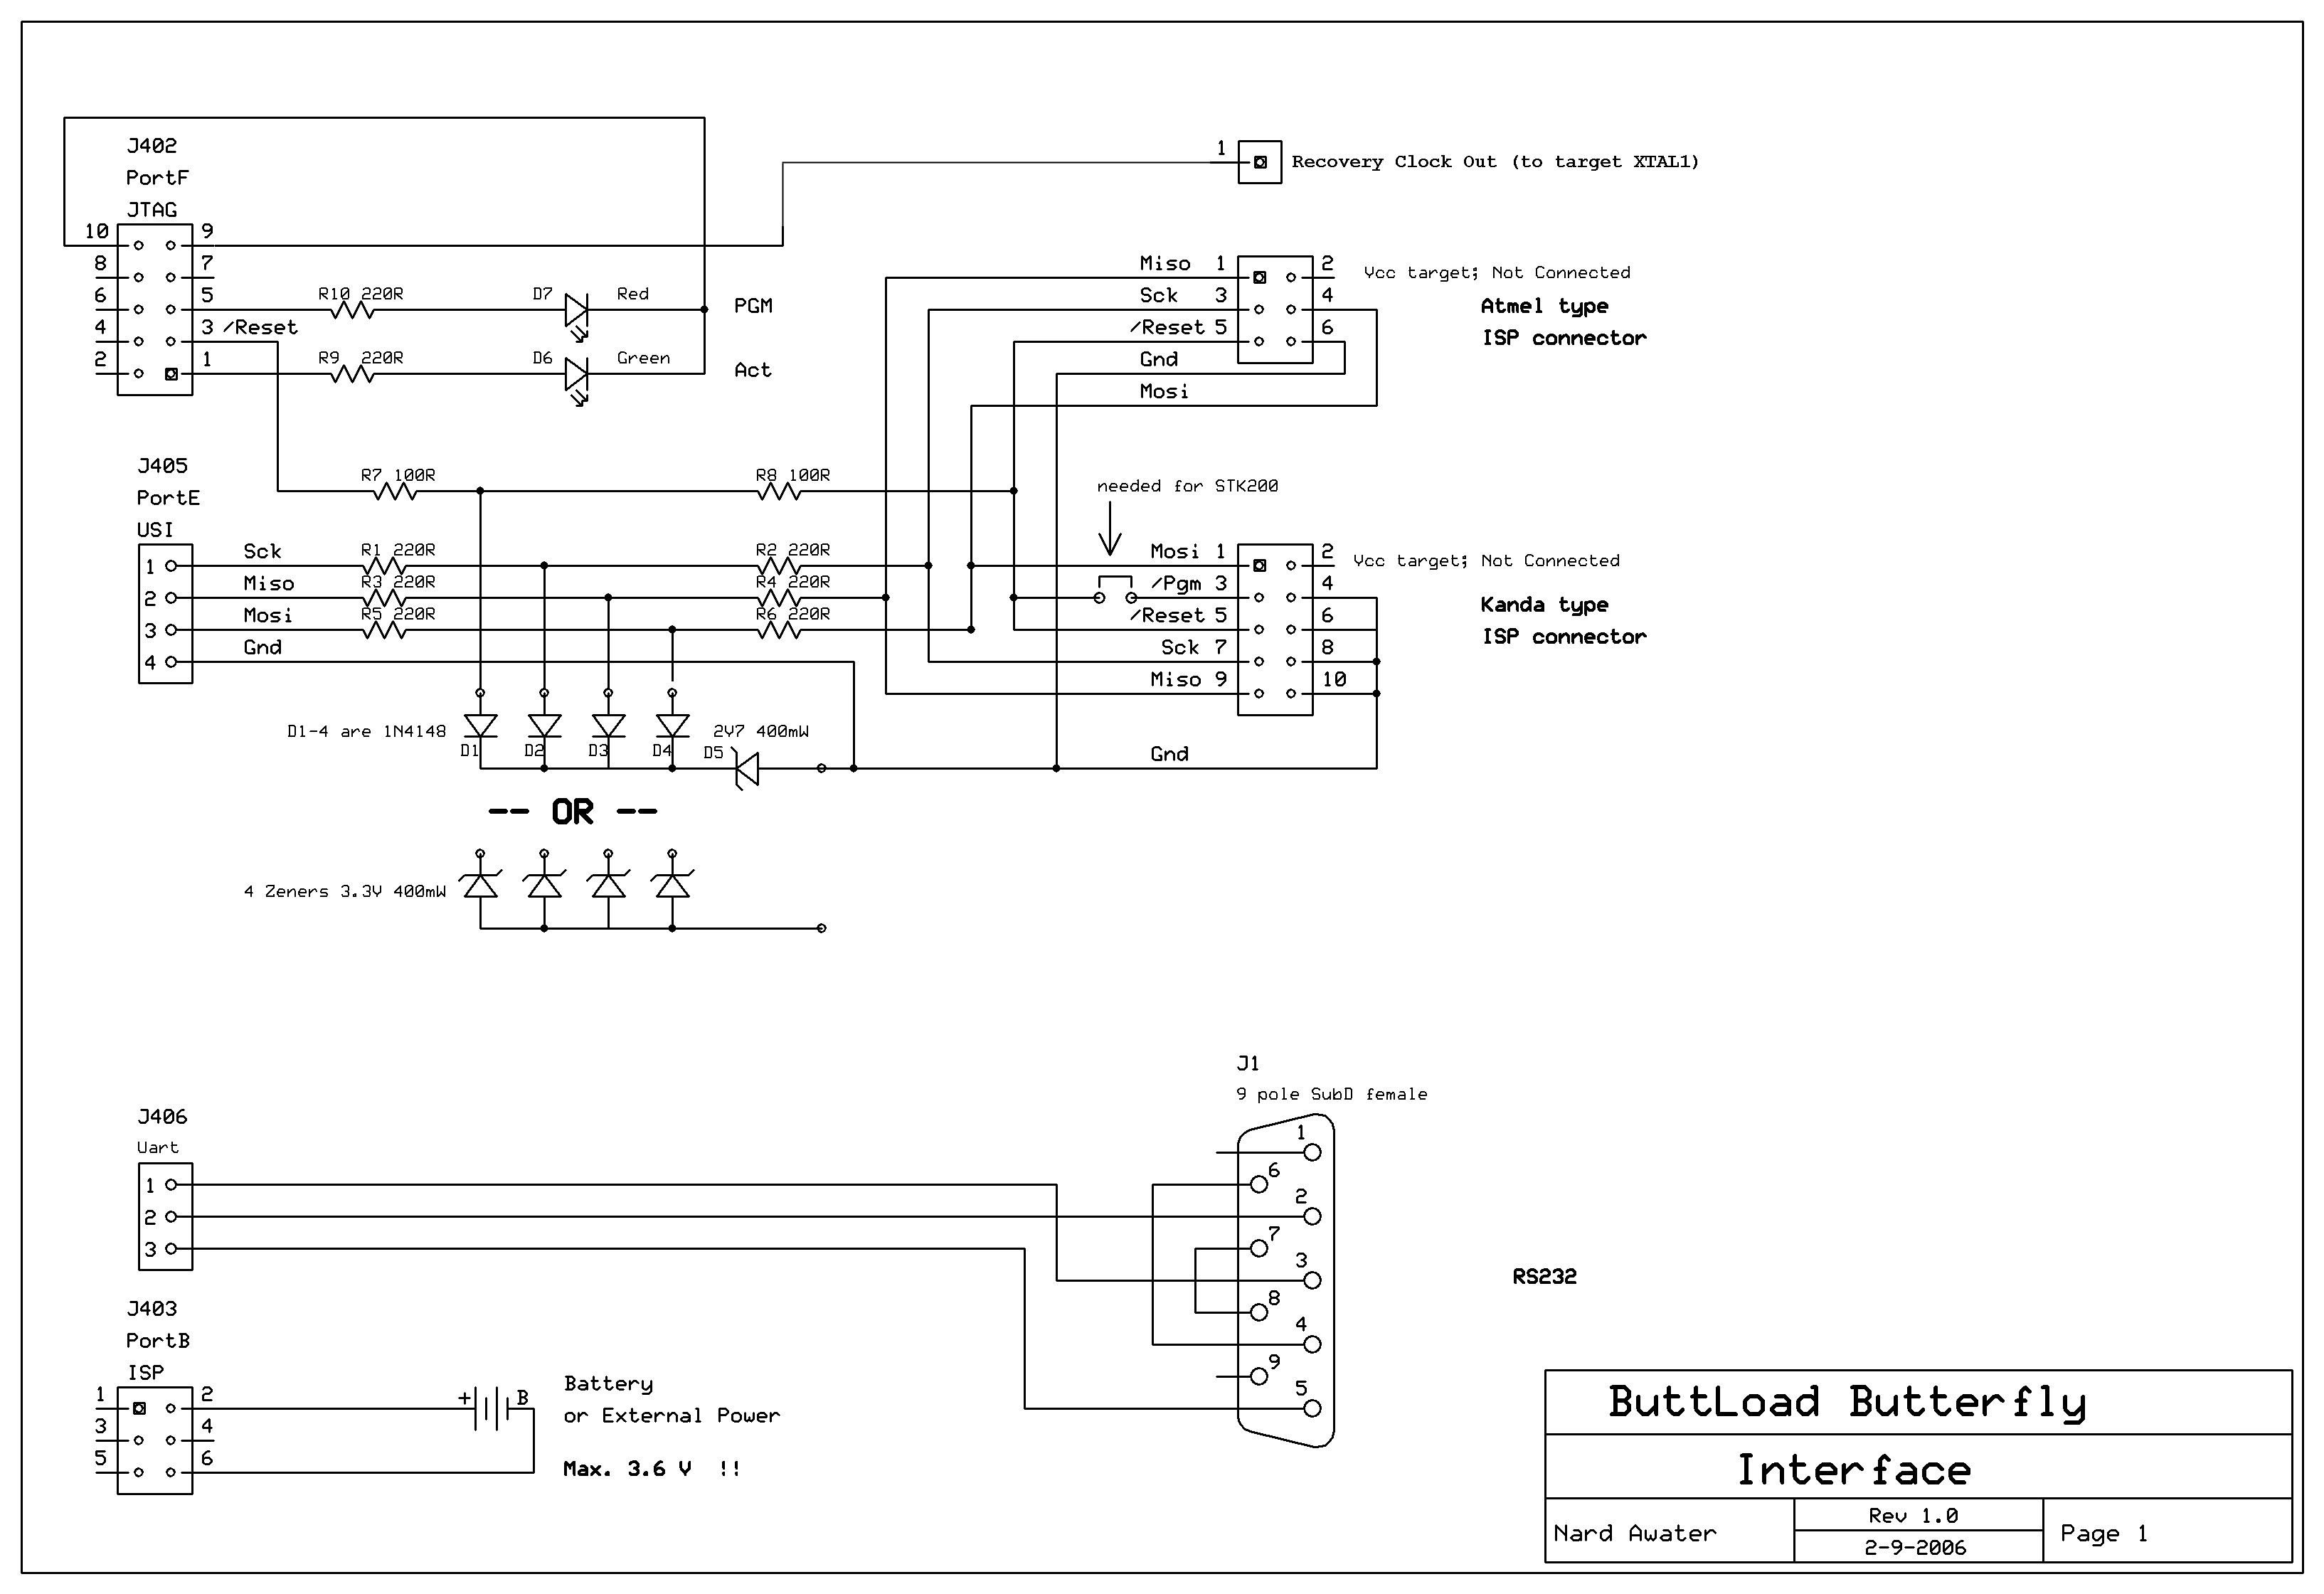 J402
PortF
JTAG
10 9
8 7
6 5
4 3 /Reset
2 1
R10 220R D7 Red PGM
R9 220R D6 Green Act
1 Recovery Clock Out (to target XTAL1)
Miso 1 2 Vcc target; Not Connected
Sck 3 4
/Reset 5 6
Gnd
Mosi
Atmel type
ISP connector
J405
PortE
USI
R7 100R R8 100R
needed for STK200
1 Sck R1 220R R2 220R
2 Miso R3 220R R4 220R
3 Mosi R5 220R R6 220R
4 Gnd
Mosi 1 2 Vcc target; Not Connected
/Pgm 3 4
/Reset 5 6
Sck 7 8
Miso 9 10
Kanda type
ISP connector
D1-4 are 1N4148
D1 D2 D3 D4
2V7 400mW
D5
Gnd
-- OR --
4 Zeners 3.3V 400mW
J1
9 pole SubD female
J406
Uart
1
2
3
1
6
2
7
3
8
4
9
5
RS232
J403
PortB
ISP
1 2
3 4
5 6
+ B
Battery
or External Power
Max. 3.6 V !!
ButtLoad Butterfly
Interface
Nard Awater
Rev 1.0
2-9-2006
Page 1